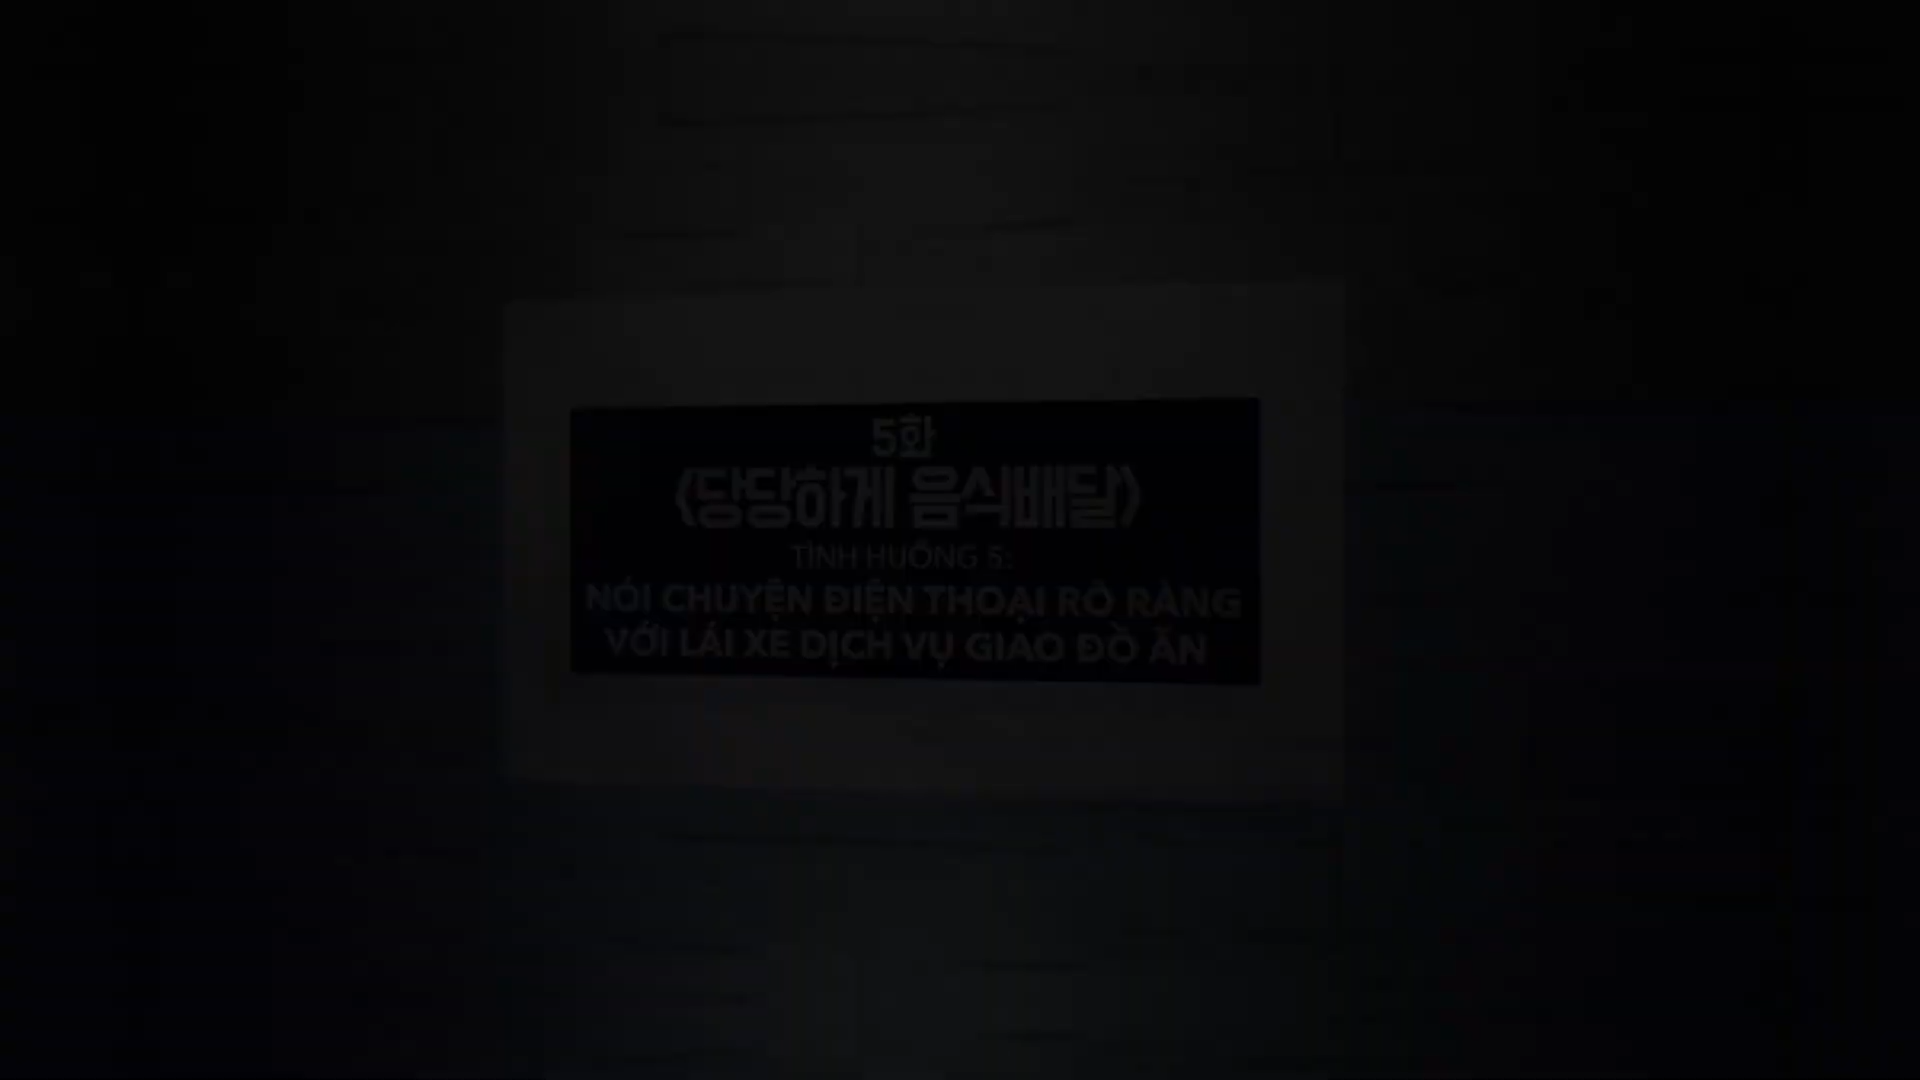 5화
〈당당하게 음식배달〉
TÌNH HUỐNG 5:
NÓI CHUYỆN ĐIỆN THOẠI RÕ RÀNG
VỚI LÁI XE DỊCH VỤ GIAO ĐỒ ĂN